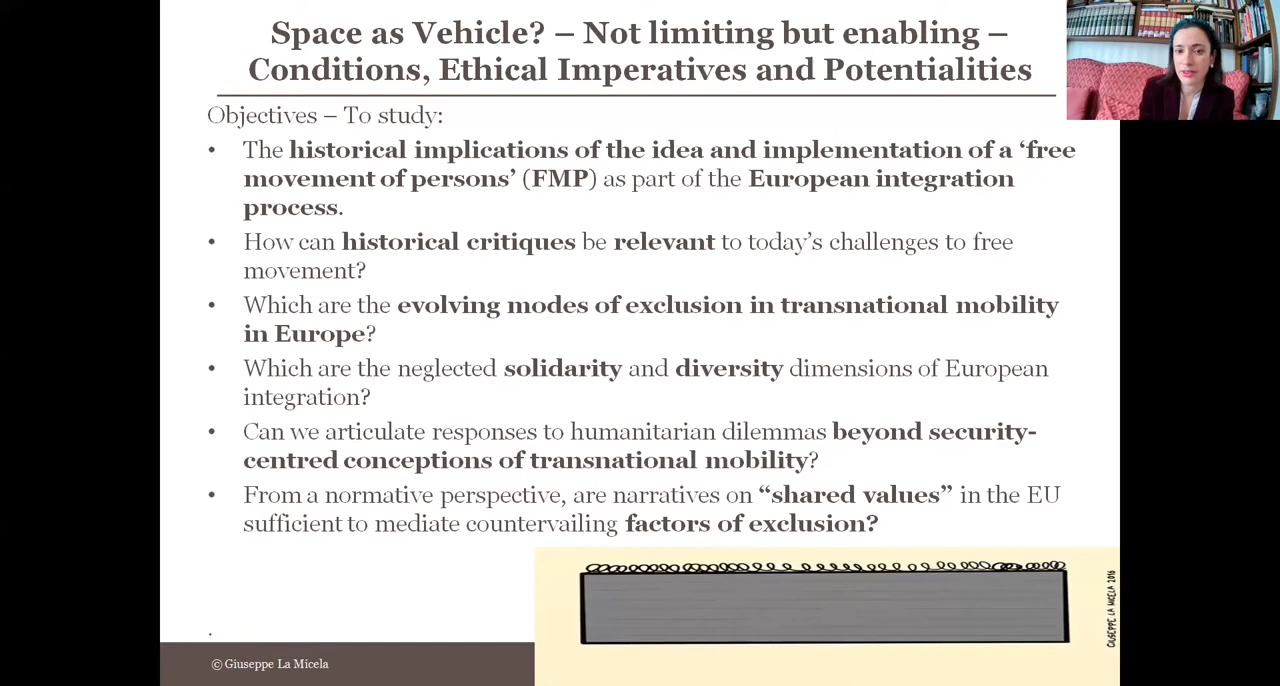 Space as Vehicle? – Not limiting but enabling –
Conditions, Ethical Imperatives and Potentialities
Objectives – To study:
• The historical implications of the idea and implementation of a ‘free
movement of persons’ (FMP) as part of the European integration
process.
• How can historical critiques be relevant to today’s challenges to free
movement?
• Which are the evolving modes of exclusion in transnational mobility
in Europe?
• Which are the neglected solidarity and diversity dimensions of European
integration?
• Can we articulate responses to humanitarian dilemmas beyond security-
centred conceptions of transnational mobility?
• From a normative perspective, are narratives on “shared values” in the EU
sufficient to mediate countervailing factors of exclusion?
.
© Giuseppe La Micela
GIUSEPPE LA MICELA 2016